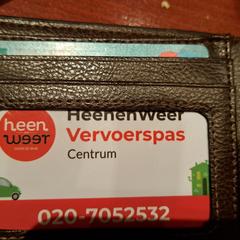 HeenenWeer
Vervoerspas
Centrum
heen
weer
020-7052532